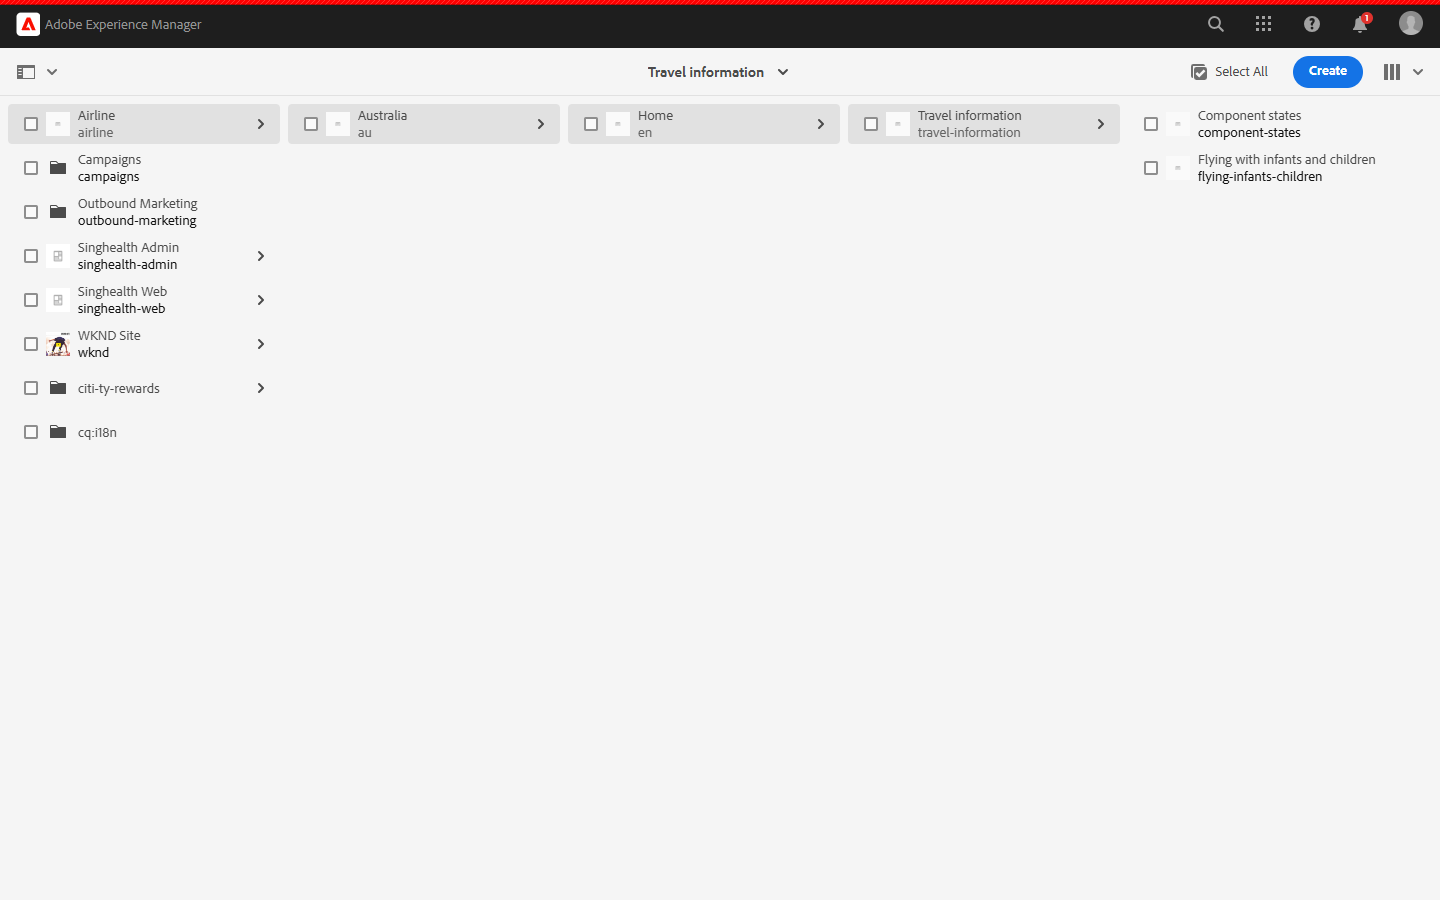 Adobe Experience Manager
1
Travel information
Select All
Create
Airline
airline
Campaigns
campaigns
Outbound Marketing
outbound-marketing
Singhealth Admin
singhealth-admin
Singhealth Web
singhealth-web
WKND Site
wknd
citi-ty-rewards
cq:i18n
Australia
au
Home
en
Travel information
travel-information
Component states
component-states
Flying with infants and children
flying-infants-children